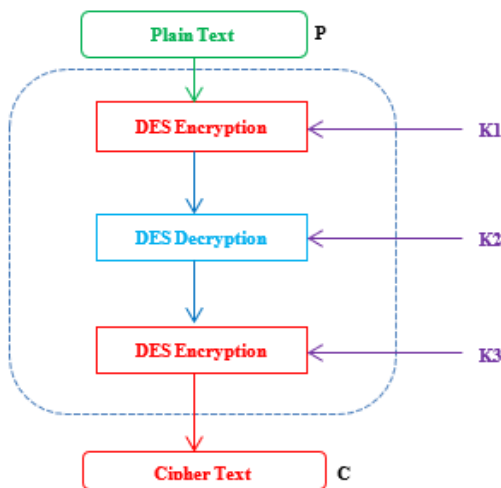 Plain Text P
DES Encryption K1
DES Decryption K2
DES Encryption K3
Cipher Text C